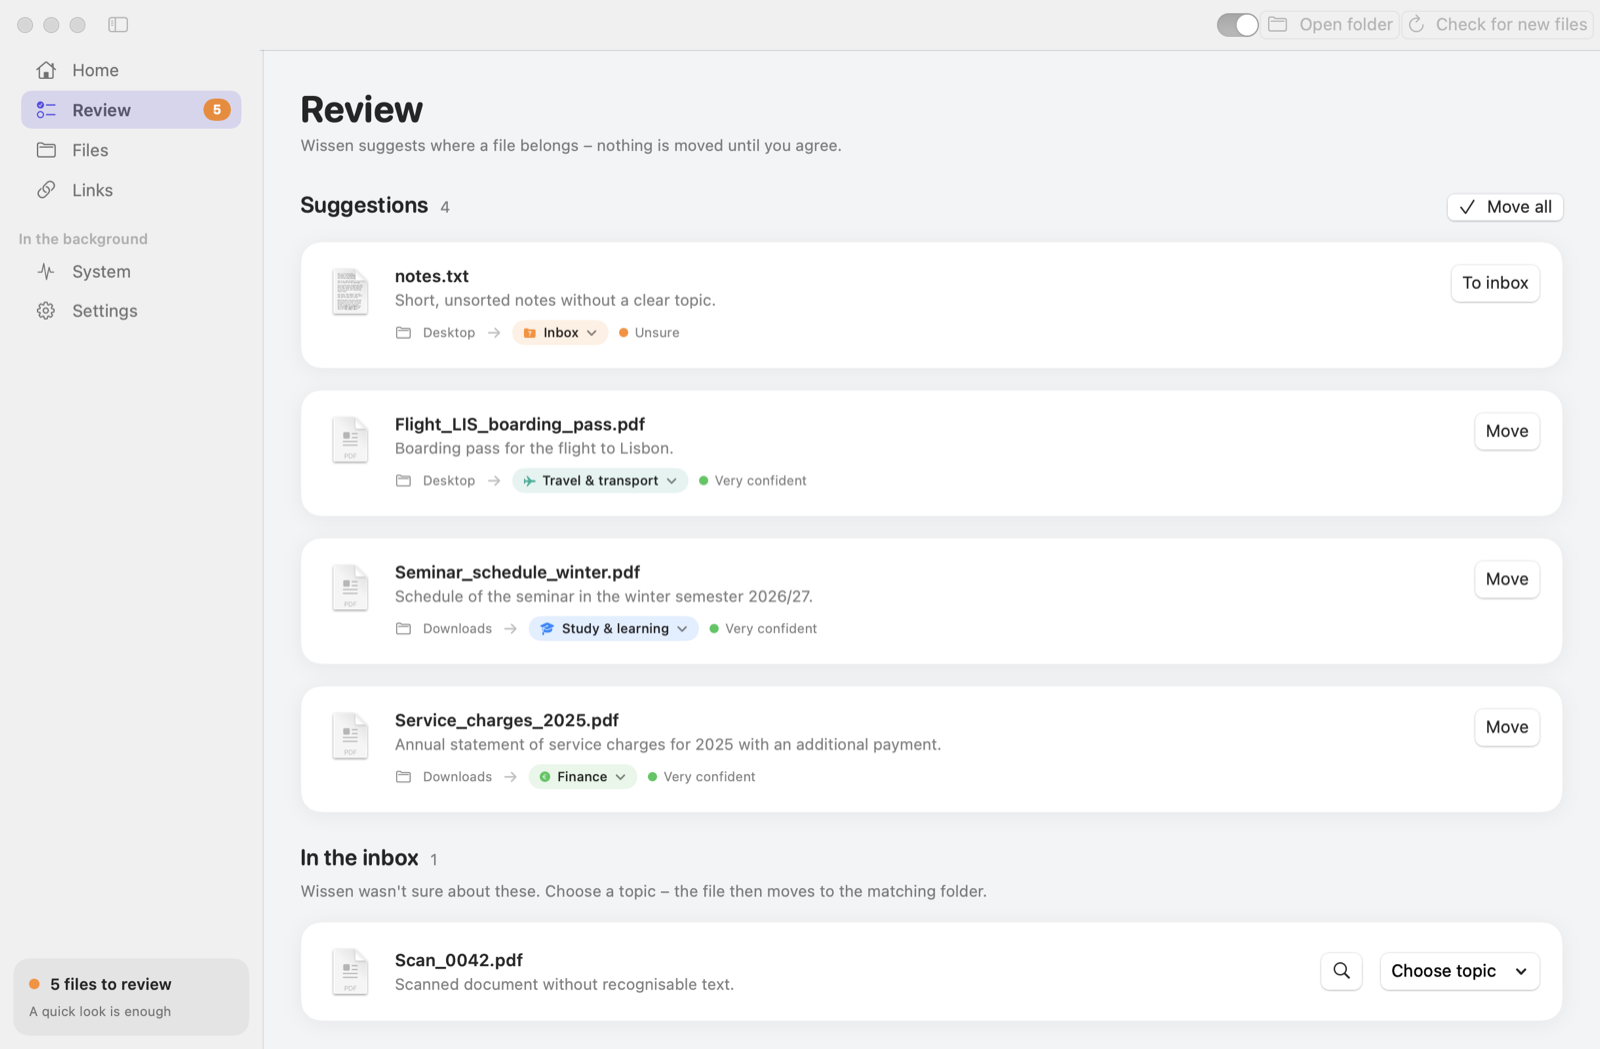 Open folder
Check for new files
Home
Review 5
Files
Links
In the background
System
Settings
5 files to review
A quick look is enough
Review
Wissen suggests where a file belongs – nothing is moved until you agree.
Suggestions 4
Move all
notes.txt
Short, unsorted notes without a clear topic.
Desktop → Inbox Unsure
To inbox
Flight_LIS_boarding_pass.pdf
Boarding pass for the flight to Lisbon.
Desktop → Travel & transport Very confident
Move
PDF
Seminar_schedule_winter.pdf
Schedule of the seminar in the winter semester 2026/27.
Downloads → Study & learning Very confident
Move
PDF
Service_charges_2025.pdf
Annual statement of service charges for 2025 with an additional payment.
Downloads → Finance Very confident
Move
PDF
In the inbox 1
Wissen wasn't sure about these. Choose a topic – the file then moves to the matching folder.
Scan_0042.pdf
Scanned document without recognisable text.
Choose topic
PDF